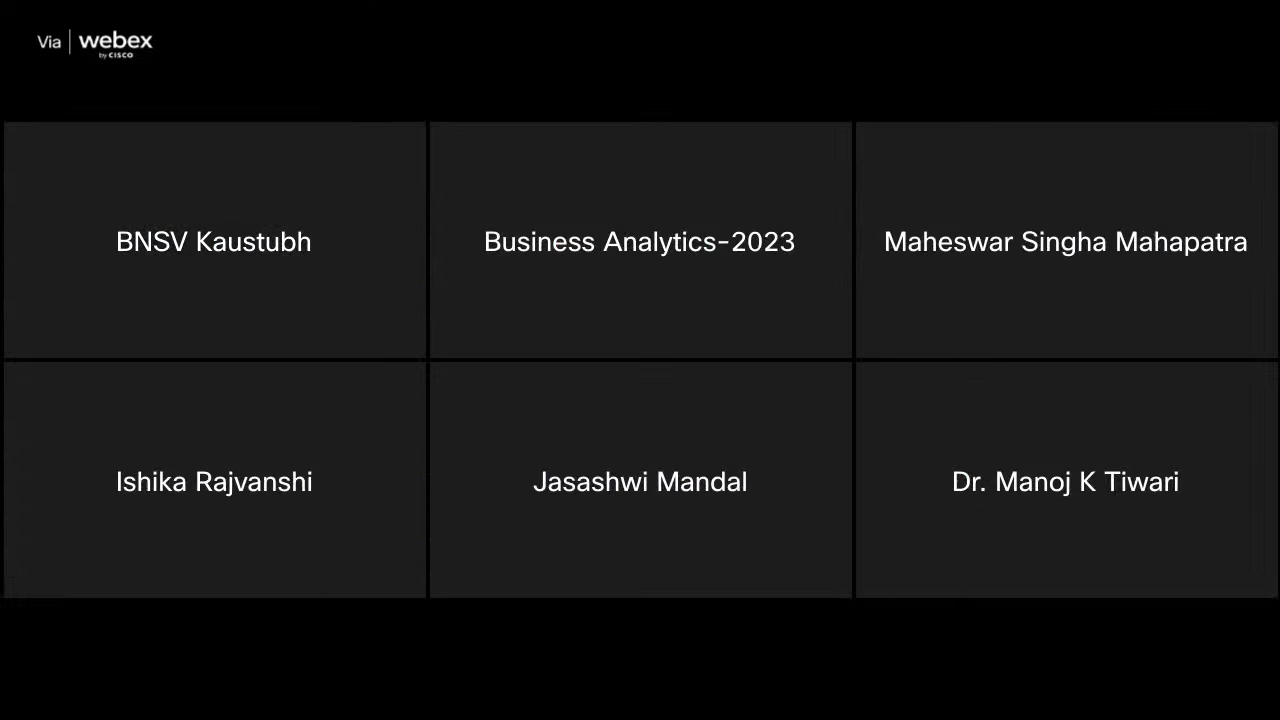 Via | webex
by CISCO
BNSV Kaustubh
Business Analytics-2023
Maheswar Singha Mahapatra
Ishika Rajvanshi
Jasashwi Mandal
Dr. Manoj K Tiwari